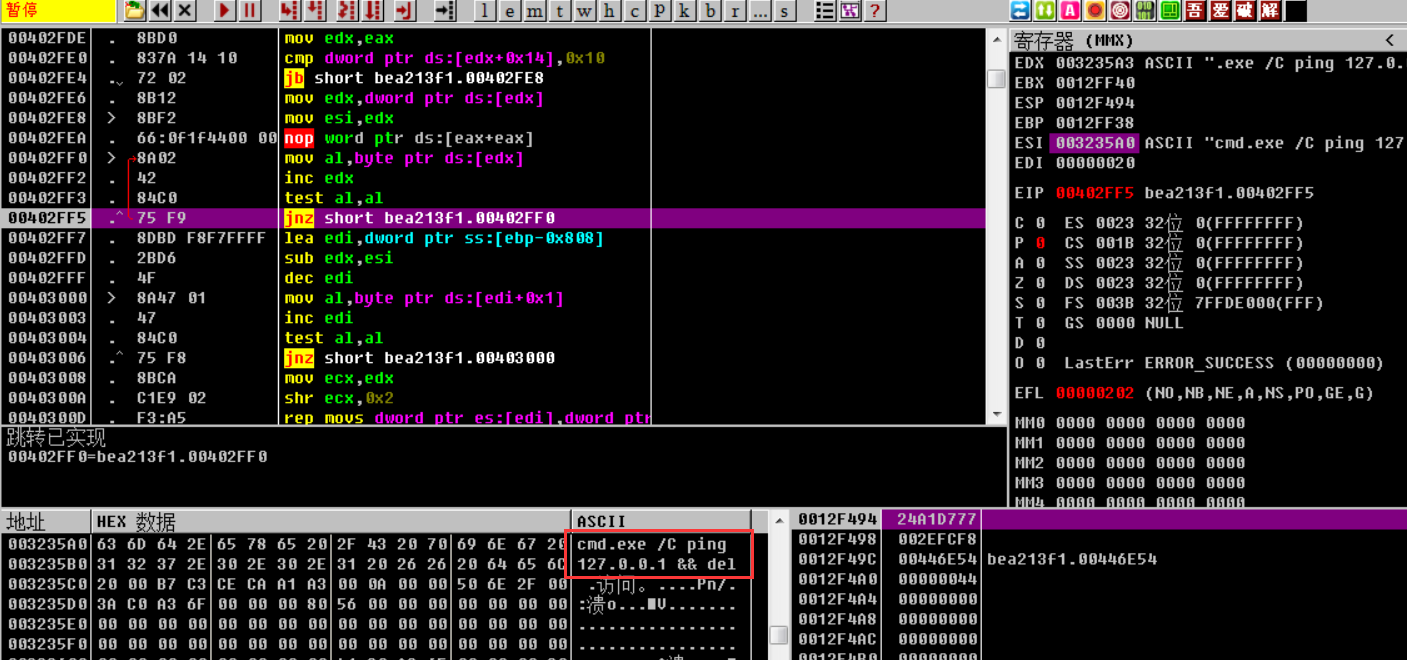 暂停
l e m t w h c p k b r ... s
? A 吾 爱 破 解
00402FDE . 8BD0 mov edx,eax
00402FE0 . 837A 14 10 cmp dword ptr ds:[edx+0x14],0x10
00402FE4 . 72 02 jb short bea213f1.00402FE8
00402FE6 . 8B12 mov edx,dword ptr ds:[edx]
00402FE8 > 8BF2 mov esi,edx
00402FEA . 66:0f1f4400 00 nop word ptr ds:[eax+eax]
00402FF0 > 8A02 mov al,byte ptr ds:[edx]
00402FF2 . 42 inc edx
00402FF3 . 84C0 test al,al
00402FF5 .^ 75 F9 jnz short bea213f1.00402FF0
00402FF7 . 8DBD F8F7FFFF lea edi,dword ptr ss:[ebp-0x808]
00402FFD . 2BD6 sub edx,esi
00402FFF . 4F dec edi
00403000 > 8A47 01 mov al,byte ptr ds:[edi+0x1]
00403003 . 47 inc edi
00403004 . 84C0 test al,al
00403006 .^ 75 F8 jnz short bea213f1.00403000
00403008 . 8BCA mov ecx,edx
0040300A . C1E9 02 shr ecx,0x2
0040300D . F3:A5 rep movs dword ptr es:[edi],dword ptr
寄存器 (MMX) <
EDX 003235A3 ASCII ".exe /C ping 127.0.
EBX 0012FF40
ESP 0012F494
EBP 0012FF38
ESI 003235A0 ASCII "cmd.exe /C ping 127
EDI 00000020
EIP 00402FF5 bea213f1.00402FF5
C 0 ES 0023 32位 0(FFFFFFFF)
P 0 CS 001B 32位 0(FFFFFFFF)
A 0 SS 0023 32位 0(FFFFFFFF)
Z 0 DS 0023 32位 0(FFFFFFFF)
S 0 FS 003B 32位 7FFDE000(FFF)
T 0 GS 0000 NULL
D 0
O 0 LastErr ERROR_SUCCESS (00000000)
EFL 00000202 (NO,NB,NE,A,NS,PO,GE,G)
MM0 0000 0000 0000 0000
MM1 0000 0000 0000 0000
MM2 0000 0000 0000 0000
MM3 0000 0000 0000 0000
MM4 0000 0000 0000 0000
跳转已实现
00402FF0=bea213f1.00402FF0
地址 HEX 数据 ASCII
003235A0 63 6D 64 2E 65 78 65 20 2F 43 20 70 69 6E 67 20 cmd.exe /C ping
003235B0 31 32 37 2E 30 2E 30 2E 31 20 26 26 20 64 65 6C 127.0.0.1 && del
003235C0 20 00 B7 C3 CE CA A1 A3 00 0A 00 00 50 6E 2F 00 .访问。....Pn/.
003235D0 3A C0 A3 6F 00 00 00 80 56 00 00 00 00 00 00 00 :溃o...■V.......
003235E0 00 00 00 00 00 00 00 00 00 00 00 00 00 00 00 00 ................
003235F0 00 00 00 00 00 00 00 00 00 00 00 00 00 00 00 00 ................
0012F494 24A1D777
0012F498 002EFCF8
0012F49C 00446E54 bea213f1.00446E54
0012F4A0 00000044
0012F4A4 00000000
0012F4A8 00000000
0012F4AC 00000000
0012F4B0 00000000